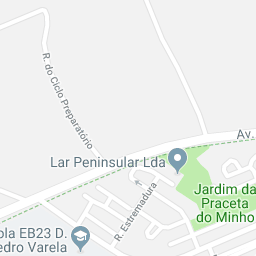 R. do Ciclo Preparatório
Av.
Lar Peninsular Lda
Jardim da
Praceta
do Minho
R. Estremadura
ola EB23 D.
edro Varela